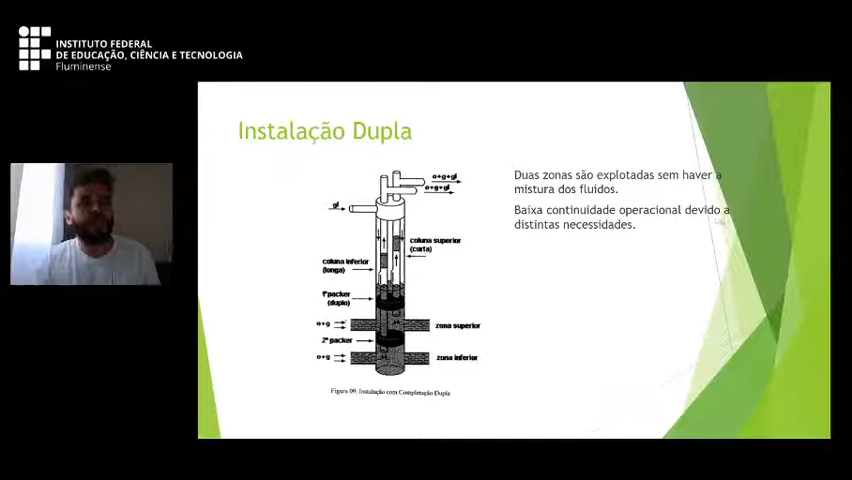 INSTITUTO FEDERAL
DE EDUCAÇÃO, CIÊNCIA E TECNOLOGIA
Fluminense
Instalação Dupla
o+g+gl
o+g+gl
gl
coluna superior
(curta)
coluna inferior
(longa)
1º packer
(duplo)
o+g
zona superior
2º packer
o+g
zona inferior
Figura 09: Instalação com Completação Dupla
Duas zonas são explotadas sem haver a
mistura dos fluidos.
Baixa continuidade operacional devido a
distintas necessidades.